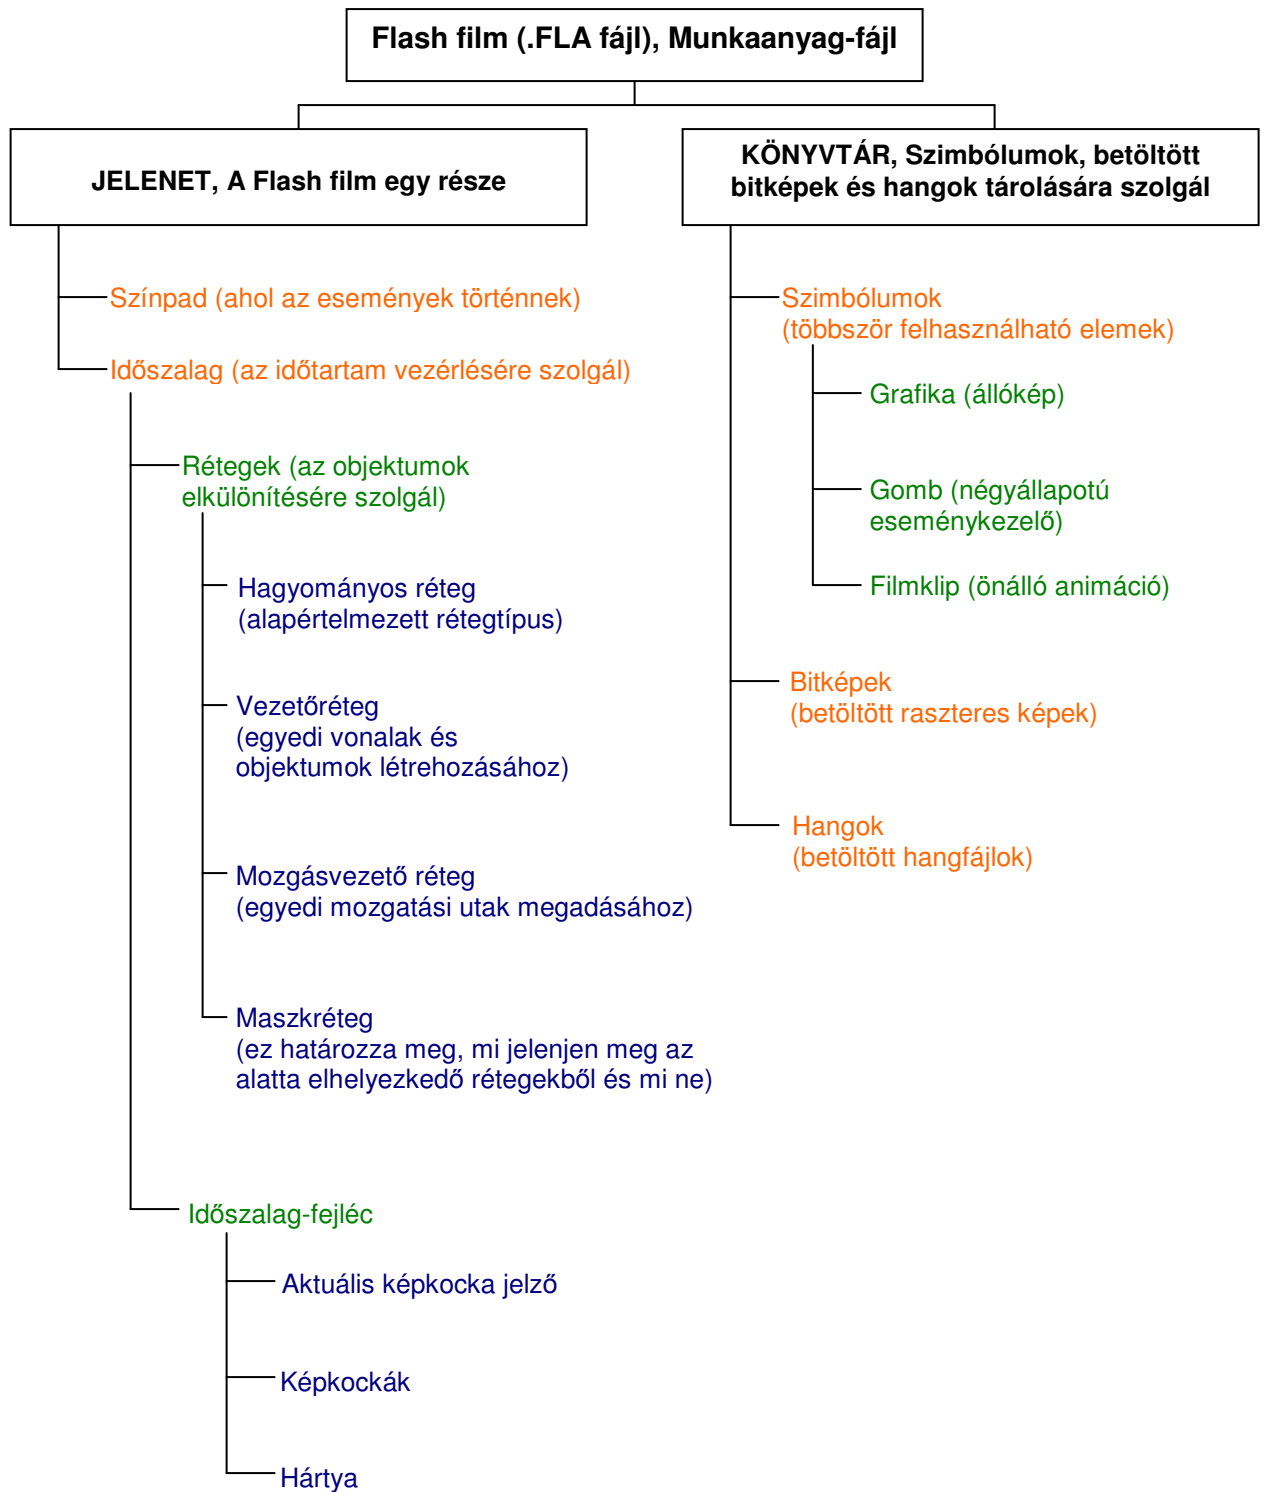 Flash film (.FLA fájl), Munkaanyag-fájl
JELENET, A Flash film egy része
Színpad (ahol az események történnek)
Időszalag (az időtartam vezérlésére szolgál)
Rétegek (az objektumok
elkülönítésére szolgál)
Hagyományos réteg
(alapértelmezett rétegtípus)
Vezetőréteg
(egyedi vonalak és
objektumok létrehozásához)
Mozgásvezető réteg
(egyedi mozgatási utak megadásához)
Maszkréteg
(ez határozza meg, mi jelenjen meg az
alatta elhelyezkedő rétegekből és mi ne)
Időszalag-fejléc
Aktuális képkocka jelző
Képkockák
Hártya
KÖNYVTÁR, Szimbólumok, betöltött
bitképek és hangok tárolására szolgál
Szimbólumok
(többször felhasználható elemek)
Grafika (állókép)
Gomb (négyállapotú
eseménykezelő)
Filmklip (önálló animáció)
Bitképek
(betöltött raszteres képek)
Hangok
(betöltött hangfájlok)